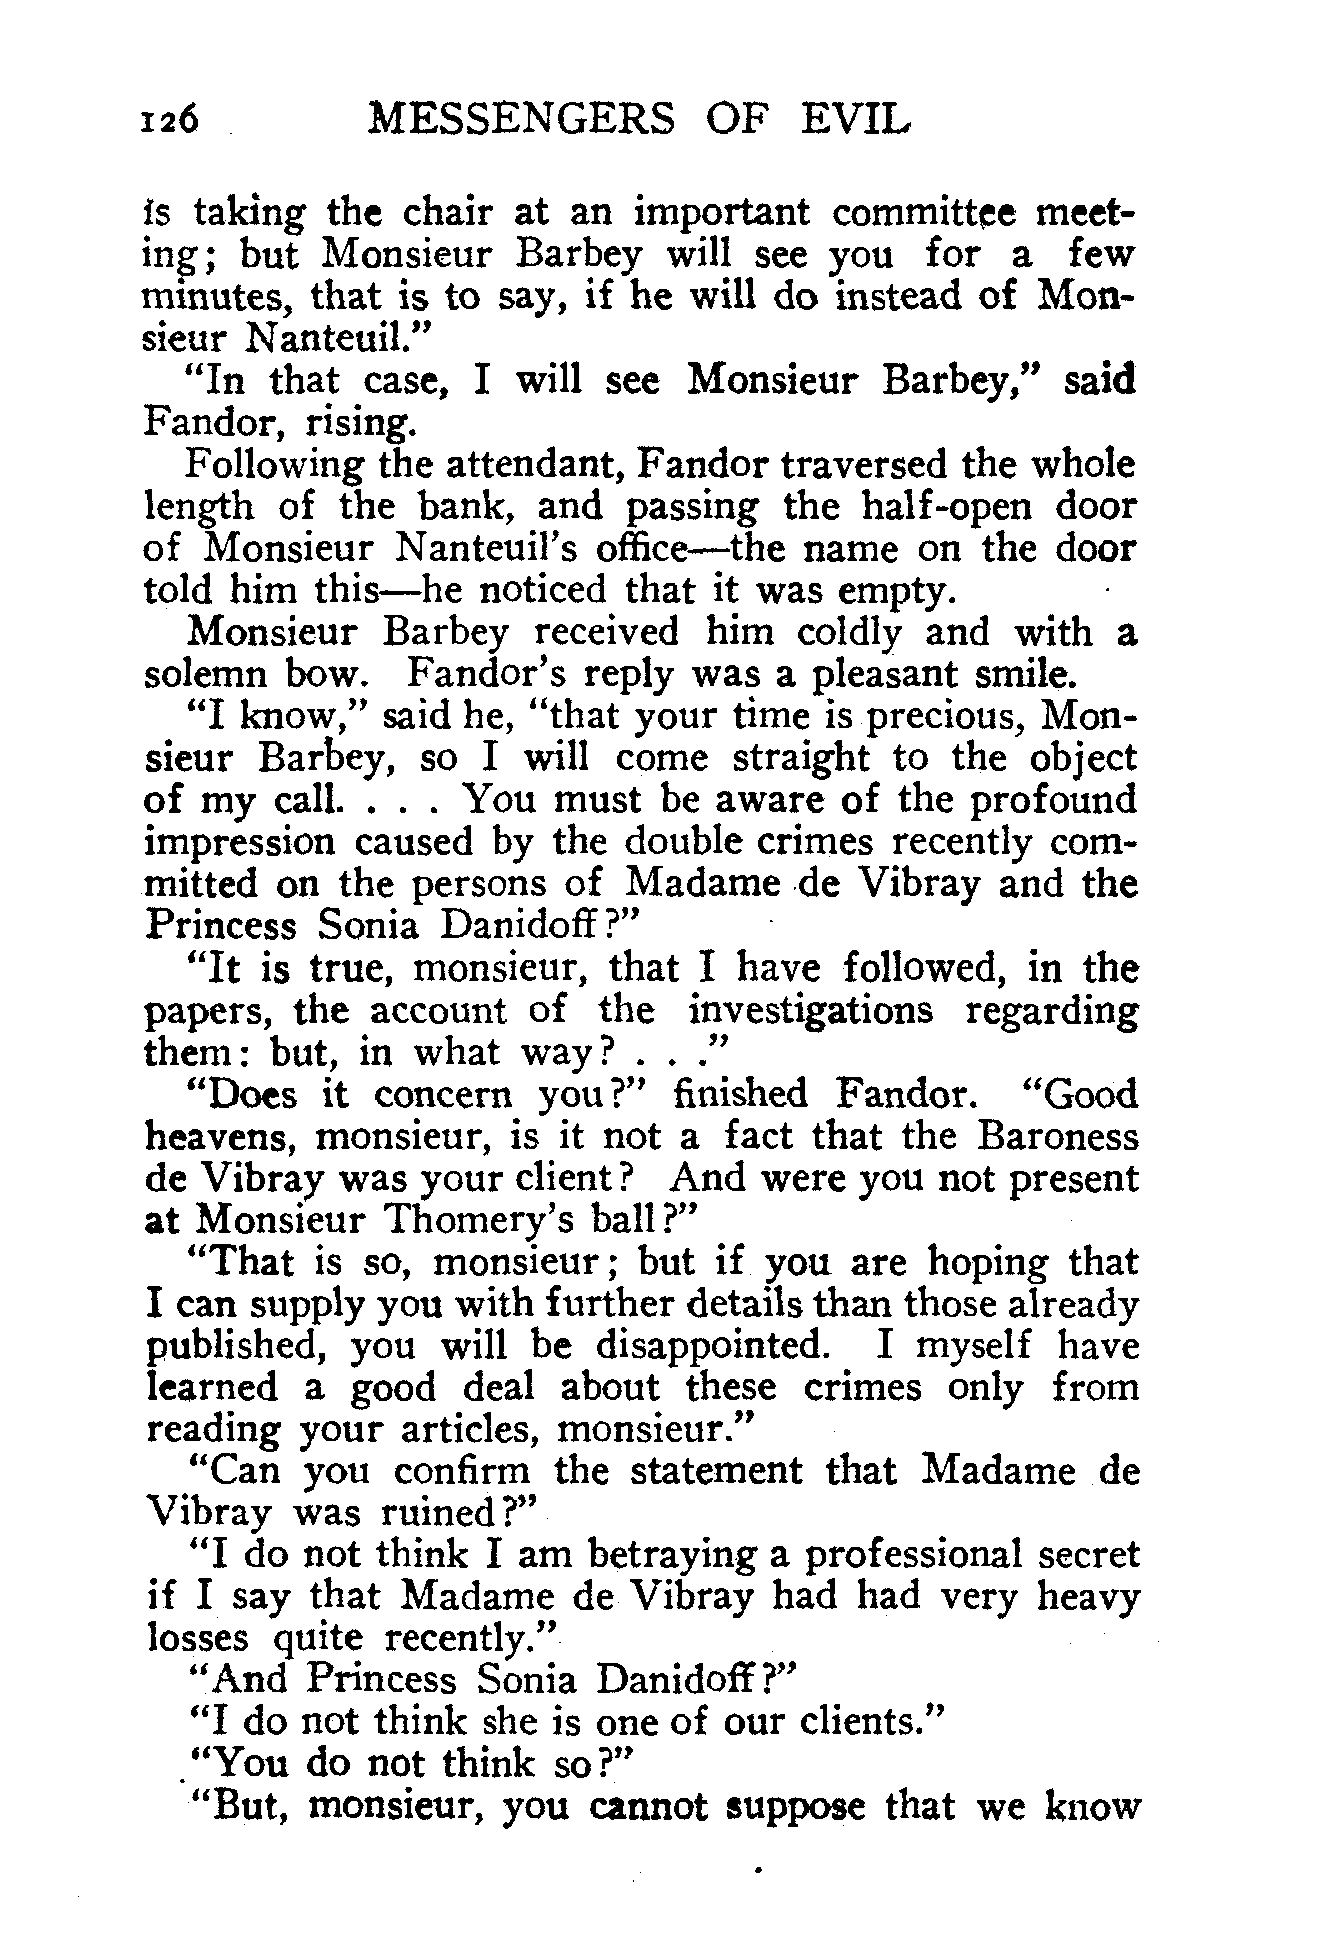 126 MESSENGERS OF EVIL
is taking the chair at an important committee meet-
ing; but Monsieur Barbey will see you for a few
minutes, that is to say, if he will do instead of Mon-
sieur Nanteuil."
"In that case, I will see Monsieur Barbey," said
Fandor, rising.
Following the attendant, Fandor traversed the whole
length of the bank, and passing the half-open door
of Monsieur Nanteuil's office—the name on the door
told him this—he noticed that it was empty.
Monsieur Barbey received him coldly and with a
solemn bow. Fandor's reply was a pleasant smile.
"I know," said he, "that your time is precious, Mon-
sieur Barbey, so I will come straight to the object
of my call. . . . You must be aware of the profound
impression caused by the double crimes recently com-
mitted on the persons of Madame de Vibray and the
Princess Sonia Danidoff?"
"It is true, monsieur, that I have followed, in the
papers, the account of the investigations regarding
them: but, in what way? . . ."
"Does it concern you?" finished Fandor. "Good
heavens, monsieur, is it not a fact that the Baroness
de Vibray was your client? And were you not present
at Monsieur Thomery's ball?"
"That is so, monsieur; but if you are hoping that
I can supply you with further details than those already
published, you will be disappointed. I myself have
learned a good deal about these crimes only from
reading your articles, monsieur."
"Can you confirm the statement that Madame de
Vibray was ruined?"
"I do not think I am betraying a professional secret
if I say that Madame de Vibray had had very heavy
losses quite recently."
"And Princess Sonia Danidoff?"
"I do not think she is one of our clients."
"You do not think so?"
"But, monsieur, you cannot suppose that we know